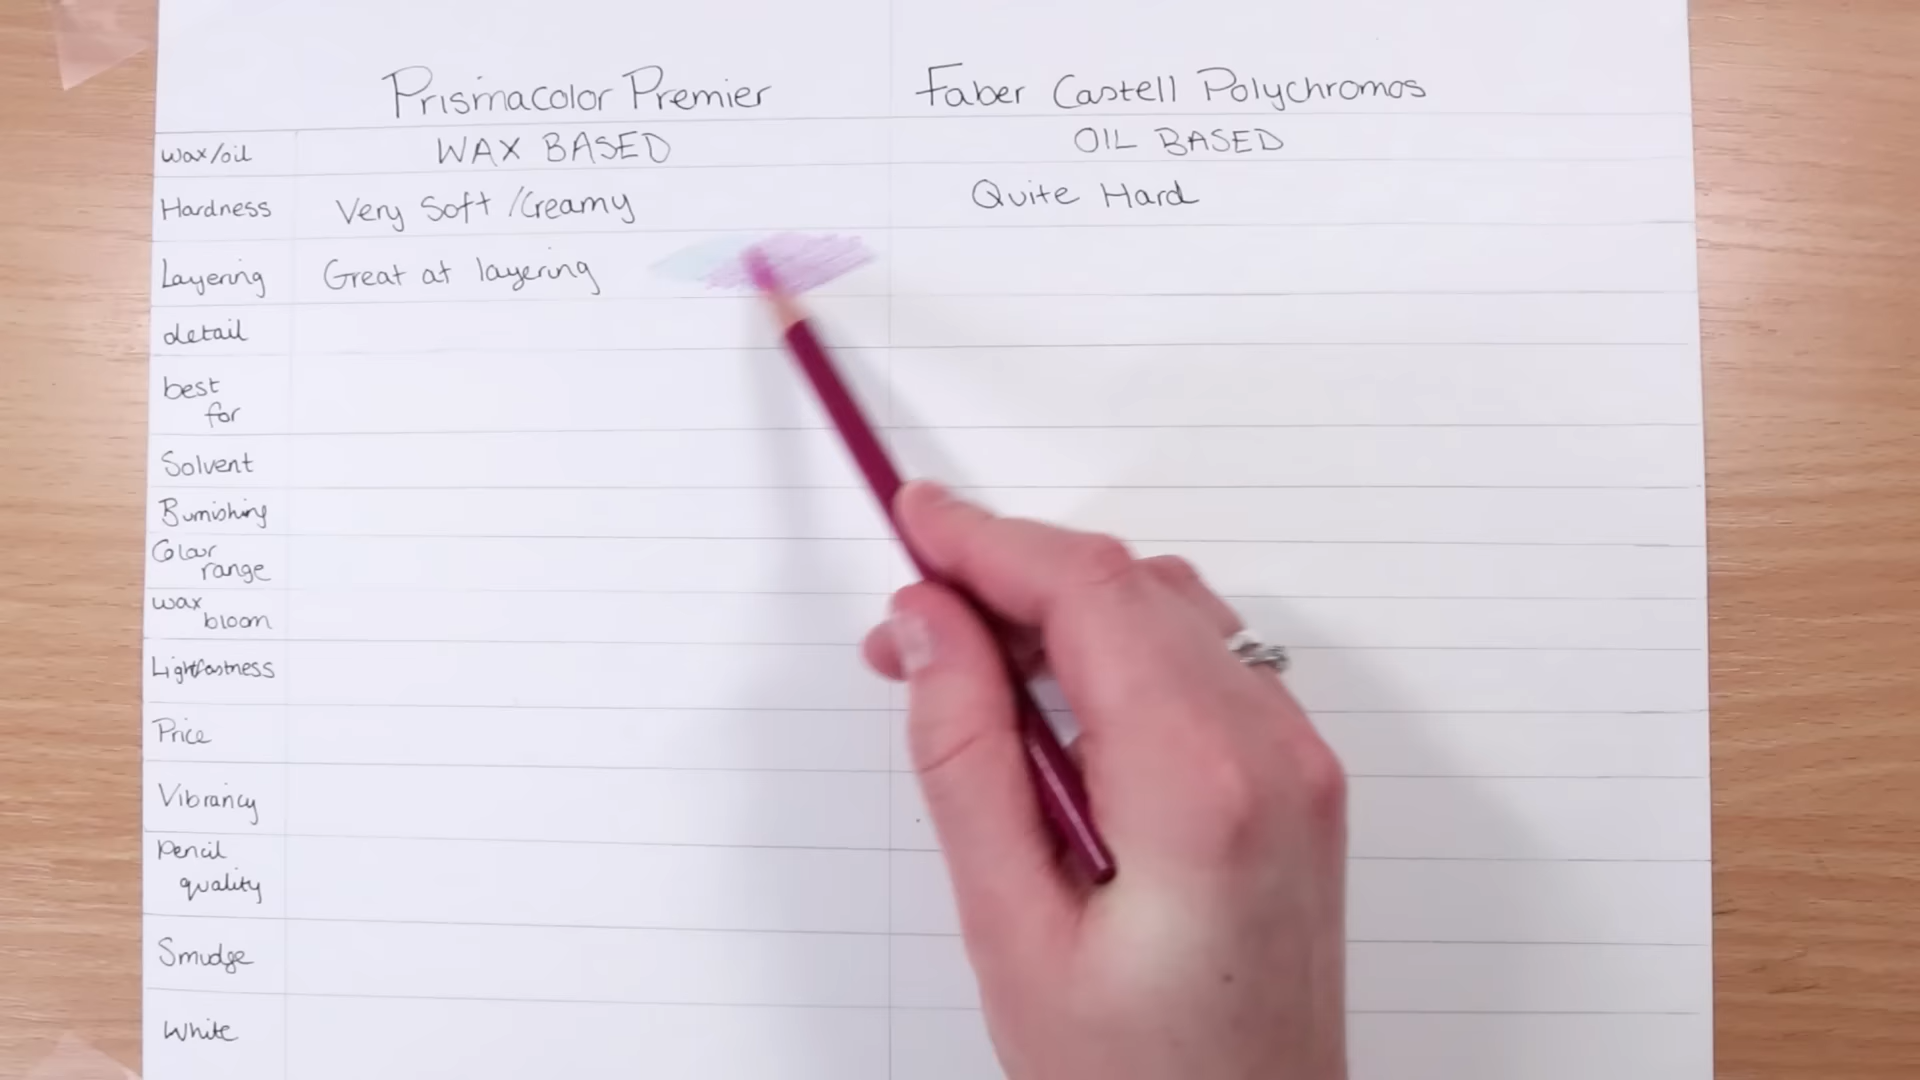 Prismacolor Premier Faber Castell Polychromos
wax/oil WAX BASED OIL BASED
Hardness Very Soft /Creamy Quite Hard
Layering Great at layering
detail
best
for
Solvent
Burnishing
Colour
range
wax
bloom
Lightfastness
Price
Vibrancy
Pencil
quality
Smudge
White